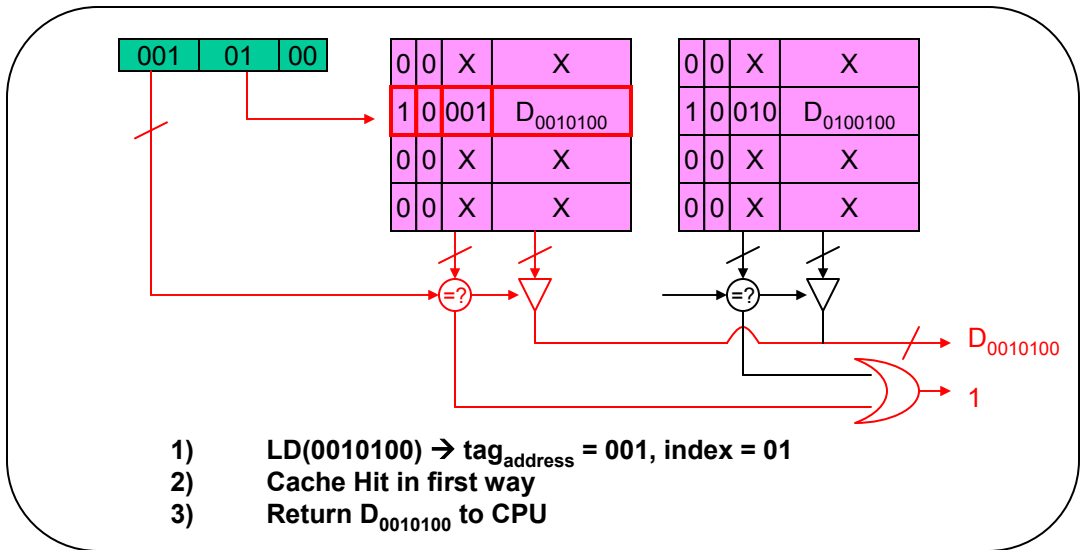 001 01 00
0 0 X X 0 0 X X
1 0 001 D0010100 1 0 010 D0100100
0 0 X X 0 0 X X
0 0 X X 0 0 X X
=? =?
D0010100
1
1) LD(0010100) → tagaddress = 001, index = 01
2) Cache Hit in first way
3) Return D0010100 to CPU